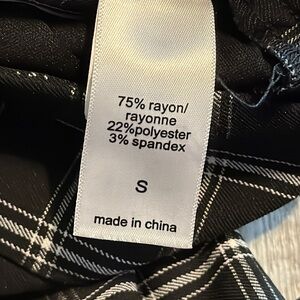 75% rayon/
rayonne
22%polyester
3% spandex
S
made in china